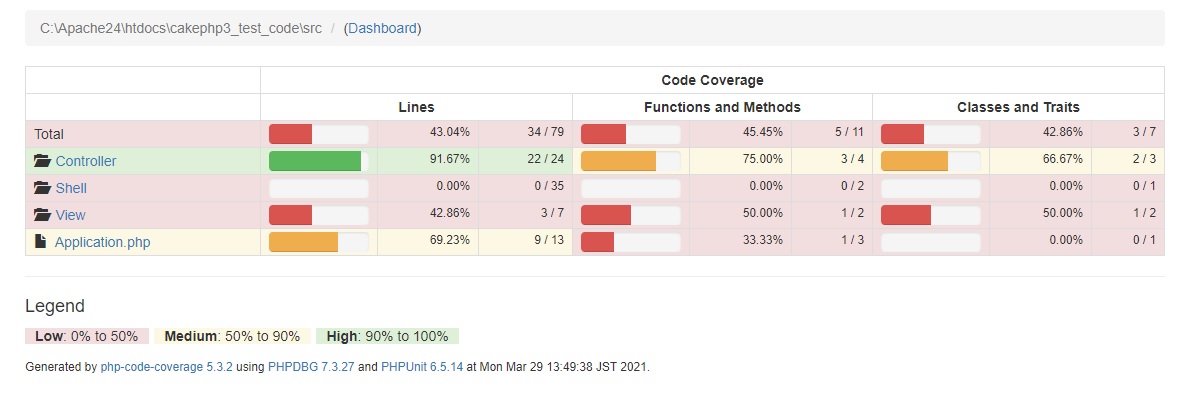 C:\Apache24\htdocs\cakephp3_test_code\src / (Dashboard)
Code Coverage
Lines Functions and Methods Classes and Traits
Total 43.04% 34 / 79 45.45% 5 / 11 42.86% 3 / 7
Controller 91.67% 22 / 24 75.00% 3 / 4 66.67% 2 / 3
Shell 0.00% 0 / 35 0.00% 0 / 2 0.00% 0 / 1
View 42.86% 3 / 7 50.00% 1 / 2 50.00% 1 / 2
Application.php 69.23% 9 / 13 33.33% 1 / 3 0.00% 0 / 1
Legend
Low: 0% to 50% Medium: 50% to 90% High: 90% to 100%
Generated by php-code-coverage 5.3.2 using PHPDBG 7.3.27 and PHPUnit 6.5.14 at Mon Mar 29 13:49:38 JST 2021.